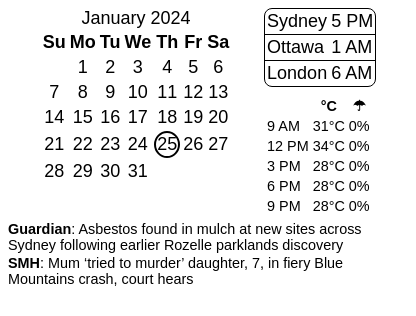 January 2024
Su Mo Tu We Th Fr Sa
1 2 3 4 5 6
7 8 9 10 11 12 13
14 15 16 17 18 19 20
21 22 23 24 25 26 27
28 29 30 31
Sydney 5 PM
Ottawa 1 AM
London 6 AM
°C ☂
9 AM 31°C 0%
12 PM 34°C 0%
3 PM 28°C 0%
6 PM 28°C 0%
9 PM 28°C 0%
Guardian: Asbestos found in mulch at new sites across
Sydney following earlier Rozelle parklands discovery
SMH: Mum ‘tried to murder’ daughter, 7, in fiery Blue
Mountains crash, court hears